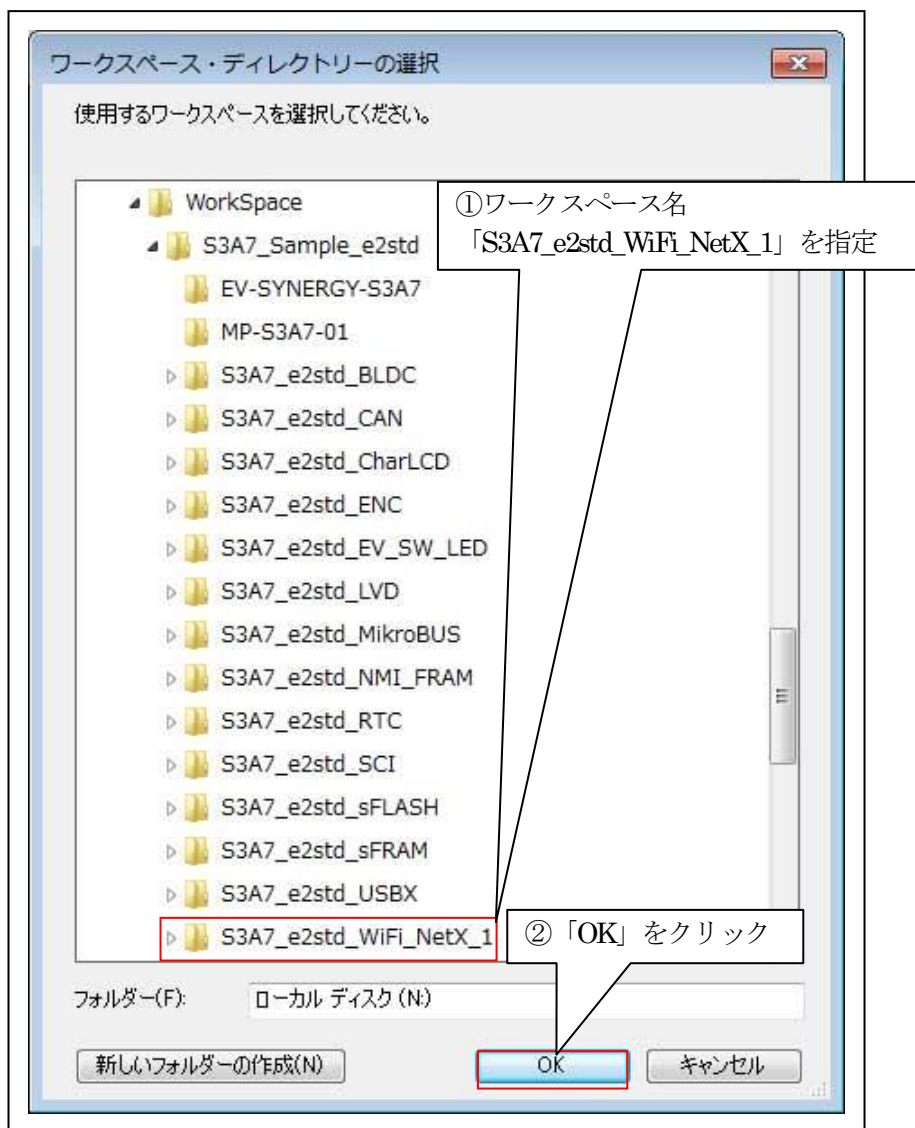 ワークスペース・ディレクトリーの選択
使用するワークスペースを選択してください。
WorkSpace
①ワークスペース名
「S3A7_e2std_WiFi_NetX_1」を指定
S3A7_Sample_e2std
EV-SYNERGY-S3A7
MP-S3A7-01
S3A7_e2std_BLDC
S3A7_e2std_CAN
S3A7_e2std_CharLCD
S3A7_e2std_ENC
S3A7_e2std_EV_SW_LED
S3A7_e2std_LVD
S3A7_e2std_MikroBUS
S3A7_e2std_NMI_FRAM
S3A7_e2std_RTC
S3A7_e2std_SCI
S3A7_e2std_sFLASH
S3A7_e2std_sFRAM
S3A7_e2std_USBX
S3A7_e2std_WiFi_NetX_1
②「OK」をクリック
フォルダー(F): ローカル ディスク (N:)
新しいフォルダーの作成(N) OK キャンセル